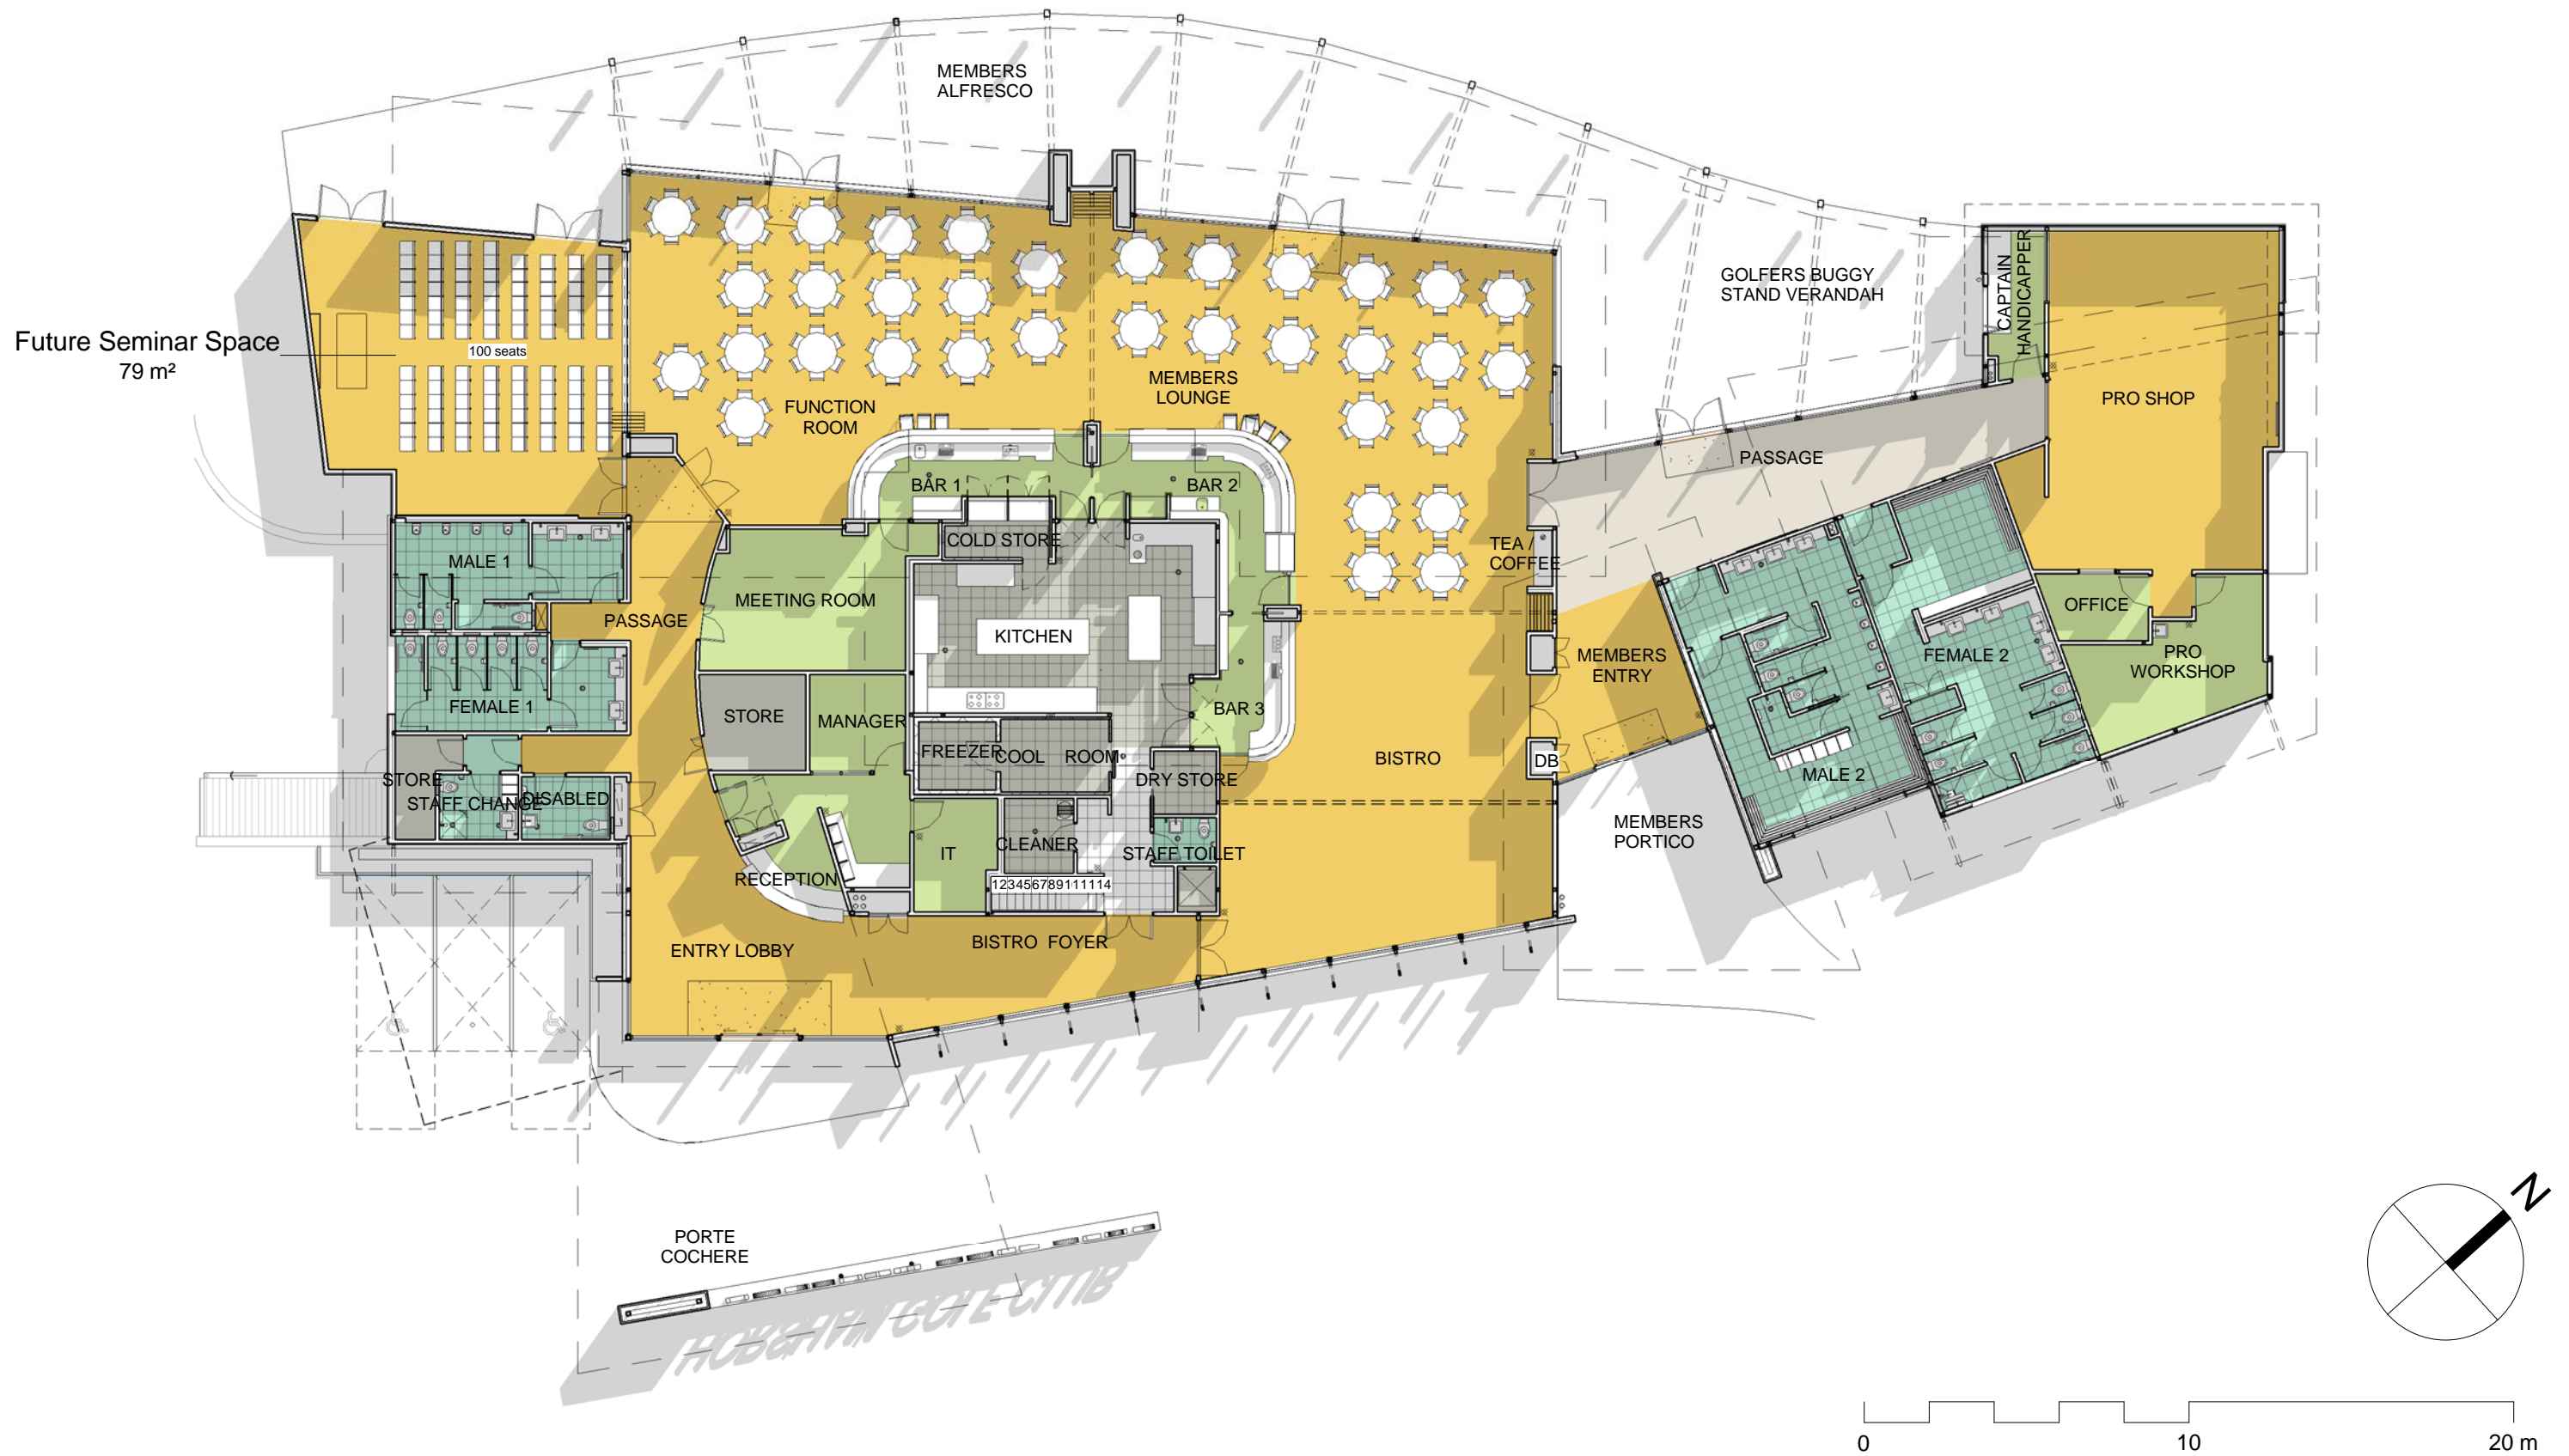 MEMBERS
ALFRESCO
GOLFERS BUGGY
STAND VERANDAH
CAPTAIN
HANDICAPPER
Future Seminar Space
79 m²
100 seats
FUNCTION
ROOM
MEMBERS
LOUNGE
PRO SHOP
PASSAGE
BAR 1
BAR 2
COLD STORE
TEA /
COFFEE
MALE 1
MEETING ROOM
PASSAGE
KITCHEN
OFFICE
MEMBERS
ENTRY
FEMALE 2
PRO
WORKSHOP
FEMALE 1
STORE
MANAGER
BAR 3
FREEZER
COOL ROOM
BISTRO
DB
STORE
STAFF CHANGE
DISABLED
DRY STORE
MALE 2
MEMBERS
PORTICO
RECEPTION
IT
CLEANER
STAFF TOILET
1234567891011121314
ENTRY LOBBY
BISTRO FOYER
PORTE
COCHERE
N
0 10 20 m